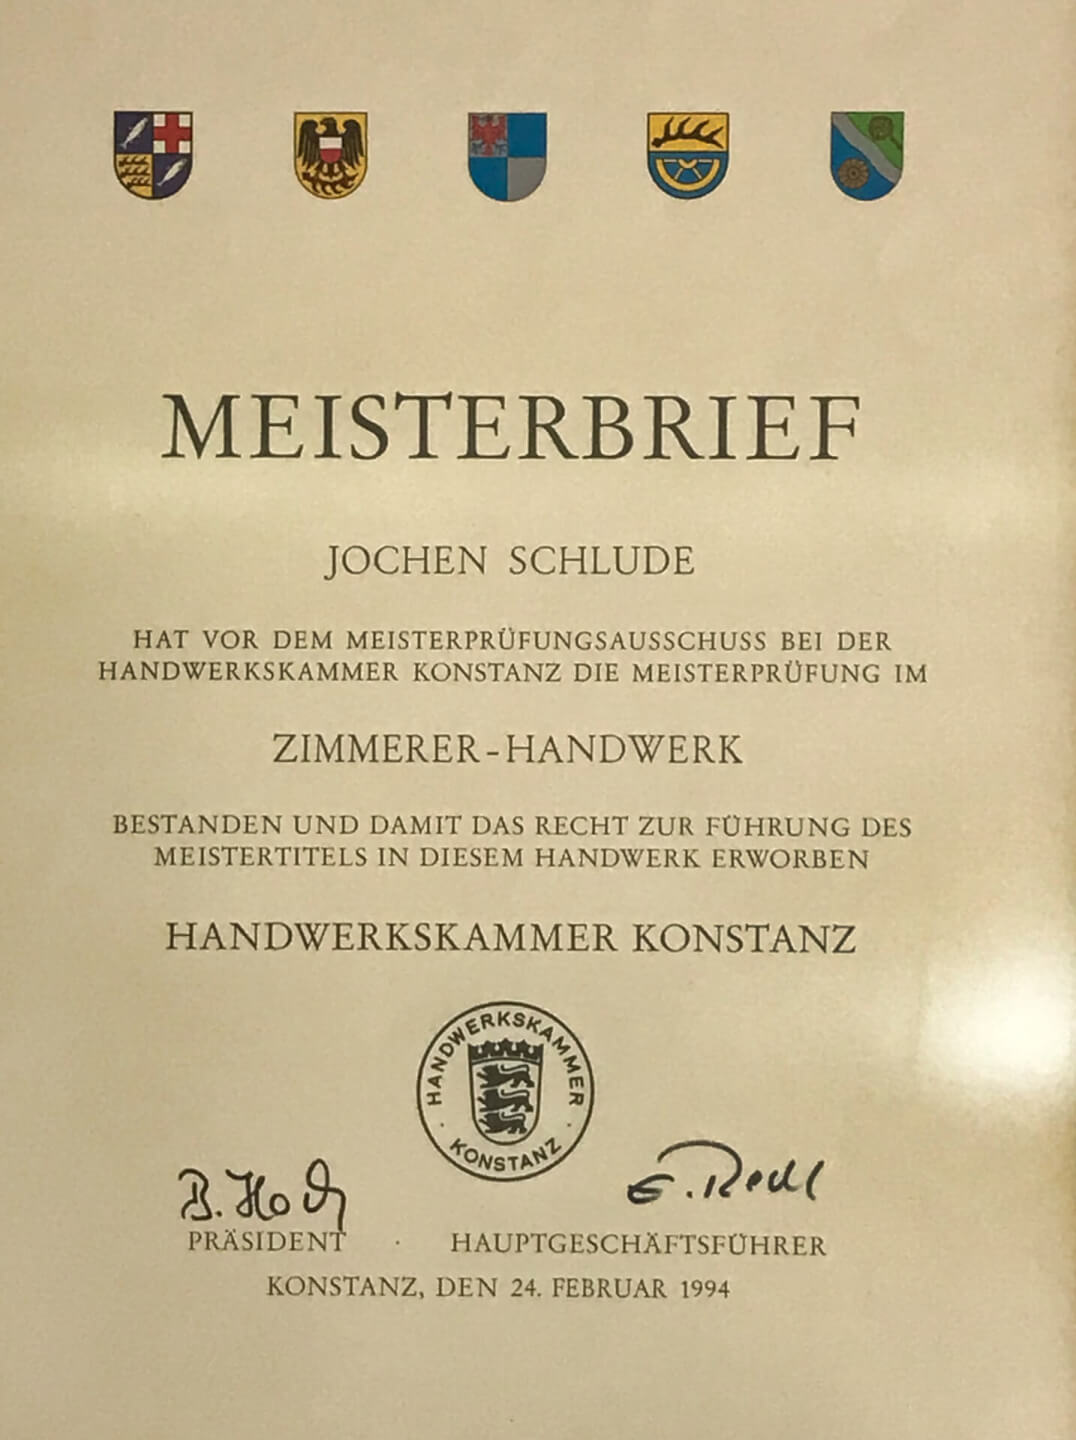 MEISTERBRIEF
JOCHEN SCHLUDE
HAT VOR DEM MEISTERPRÜFUNGSAUSSCHUSS BEI DER
HANDWERKSKAMMER KONSTANZ DIE MEISTERPRÜFUNG IM
ZIMMERER-HANDWERK
BESTANDEN UND DAMIT DAS RECHT ZUR FÜHRUNG DES
MEISTERTITELS IN DIESEM HANDWERK ERWORBEN
HANDWERKSKAMMER KONSTANZ
HANDWERKSKAMMER
· KONSTANZ ·
PRÄSIDENT · HAUPTGESCHÄFTSFÜHRER
KONSTANZ, DEN 24. FEBRUAR 1994